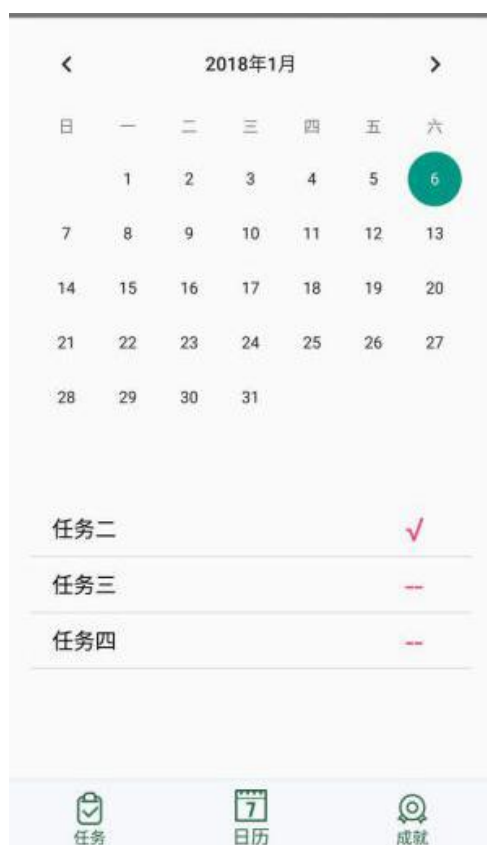 < 2018年1月 >
日 一 二 三 四 五 六
1 2 3 4 5 6
7 8 9 10 11 12 13
14 15 16 17 18 19 20
21 22 23 24 25 26 27
28 29 30 31
任务二 √
任务三 --
任务四 --
7
任务 日历 成就